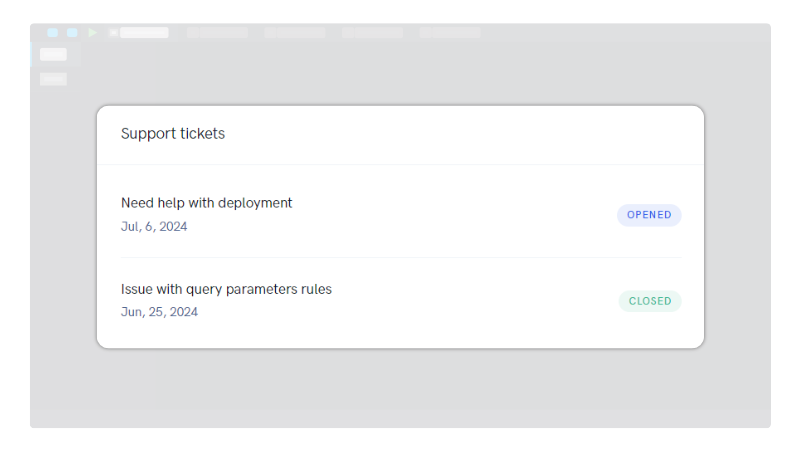 Support tickets
Need help with deployment
Jul, 6, 2024
OPENED
Issue with query parameters rules
Jun, 25, 2024
CLOSED